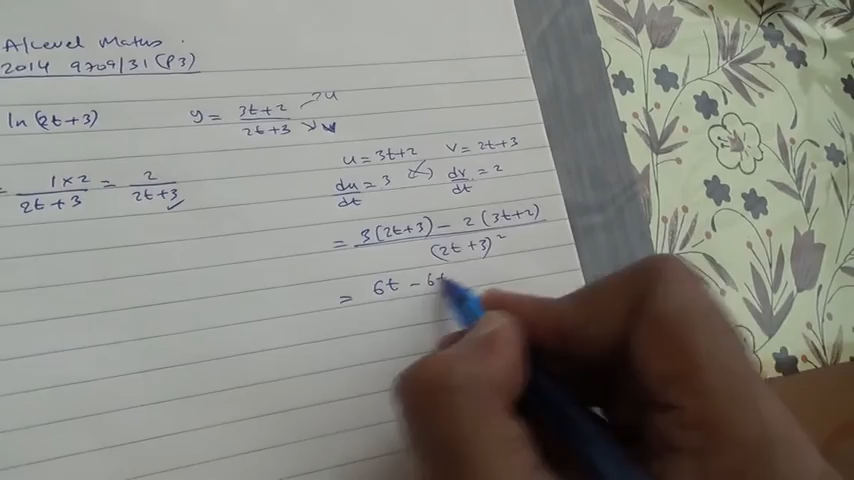 A/Level Maths.
2014 9709/31 (P3)
ln(2t+3)
= 1×2 / 2t+3 = 2 / 2t+3 ✓
y = 3t+2 / 2t+3 → u → v
u = 3t+2 v = 2t+3
du/dt = 3 dv/dt = 2
= 3(2t+3) − 2(3t+2) / (2t+3)²
= 6t − 6t